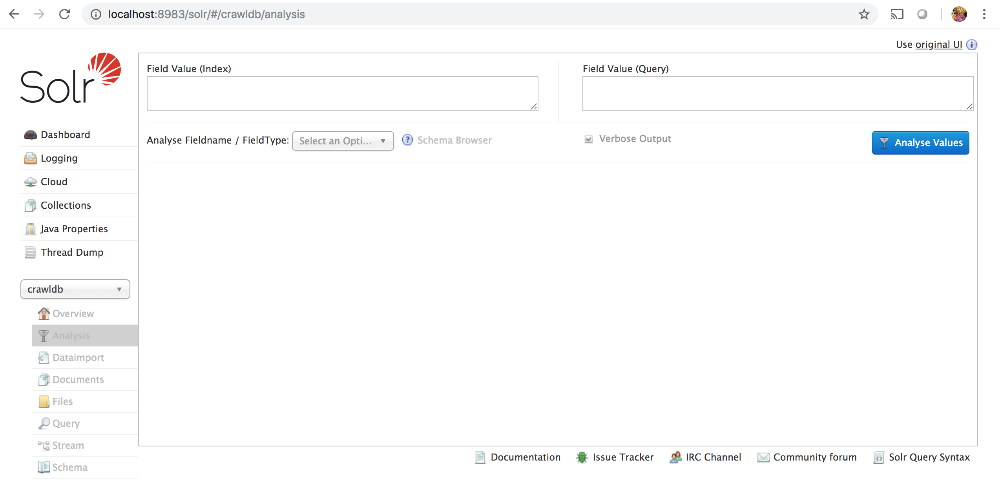 localhost:8983/solr/#/crawldb/analysis
Use original UI
Solr
Field Value (Index)
Field Value (Query)
Analyse Fieldname / FieldType: Select an Opti... Schema Browser
Verbose Output
Analyse Values
Dashboard
Logging
Cloud
Collections
Java Properties
Thread Dump
crawldb
Overview
Analysis
Dataimport
Documents
Files
Query
Stream
Schema
Documentation Issue Tracker IRC Channel Community forum Solr Query Syntax